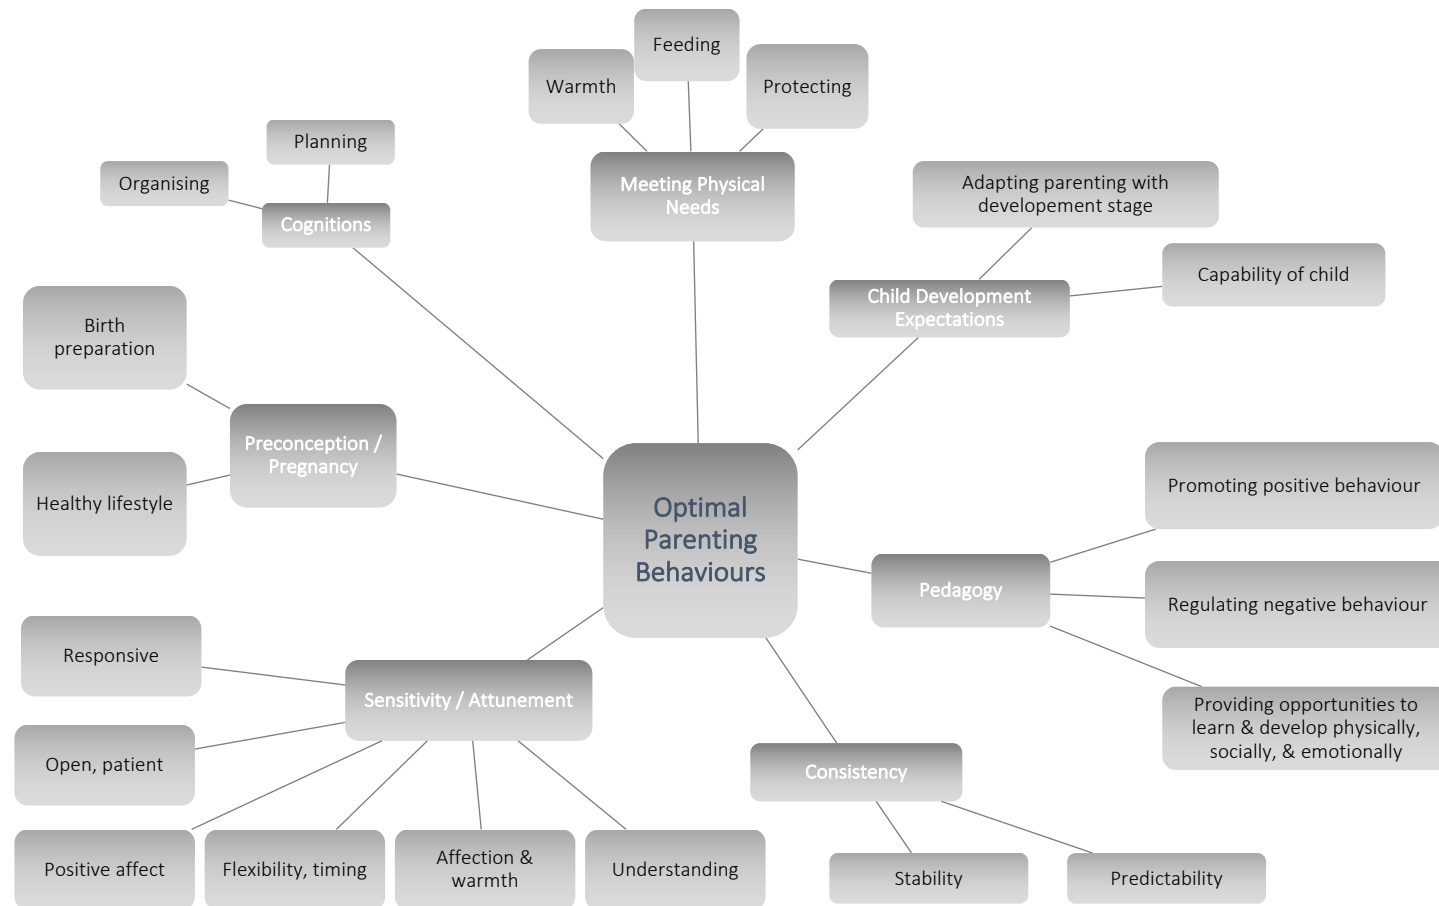 Feeding
Warmth
Protecting
Meeting Physical
Needs
Planning
Organising
Cognitions
Adapting parenting with
developement stage
Capability of child
Child Development
Expectations
Birth
preparation
Healthy lifestyle
Preconception /
Pregnancy
Optimal
Parenting
Behaviours
Promoting positive behaviour
Pedagogy
Regulating negative behaviour
Providing opportunities to
learn & develop physically,
socially, & emotionally
Responsive
Sensitivity / Attunement
Open, patient
Positive affect
Flexibility, timing
Affection &
warmth
Understanding
Consistency
Stability
Predictability